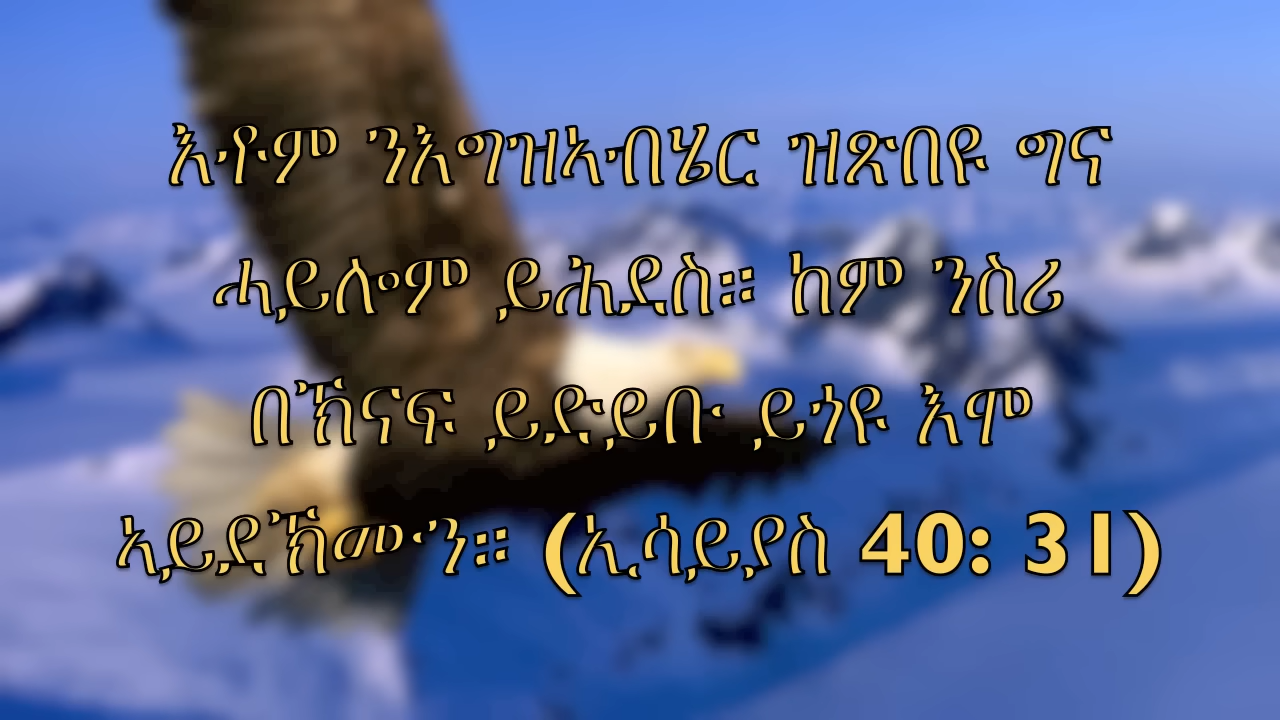 እቶም ንእግዝኣብሄር ዝጽበዩ ግና
ሓይሎም ይሕደስ። ከም ንስሪ
በኽናፍ ይድይቡ ይጎዩ እሞ
ኣይደኽሙን። (ኢሳይያስ 40: 31)